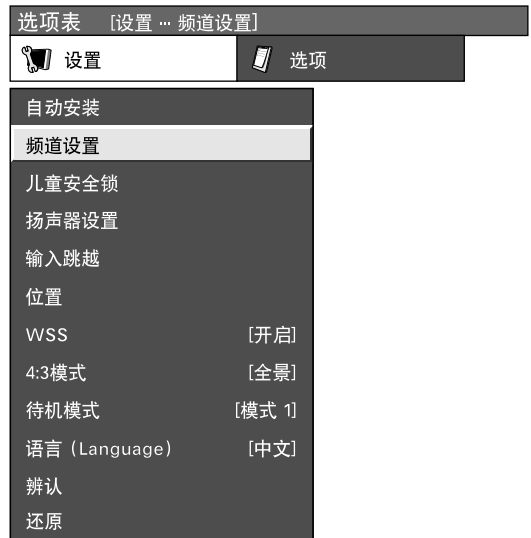 选项表 [设置 ··· 频道设置]
设置 选项
自动安装
频道设置
儿童安全锁
扬声器设置
输入跳越
位置
WSS [开启]
4:3模式 [全景]
待机模式 [模式 1]
语言（Language） [中文]
辨认
还原